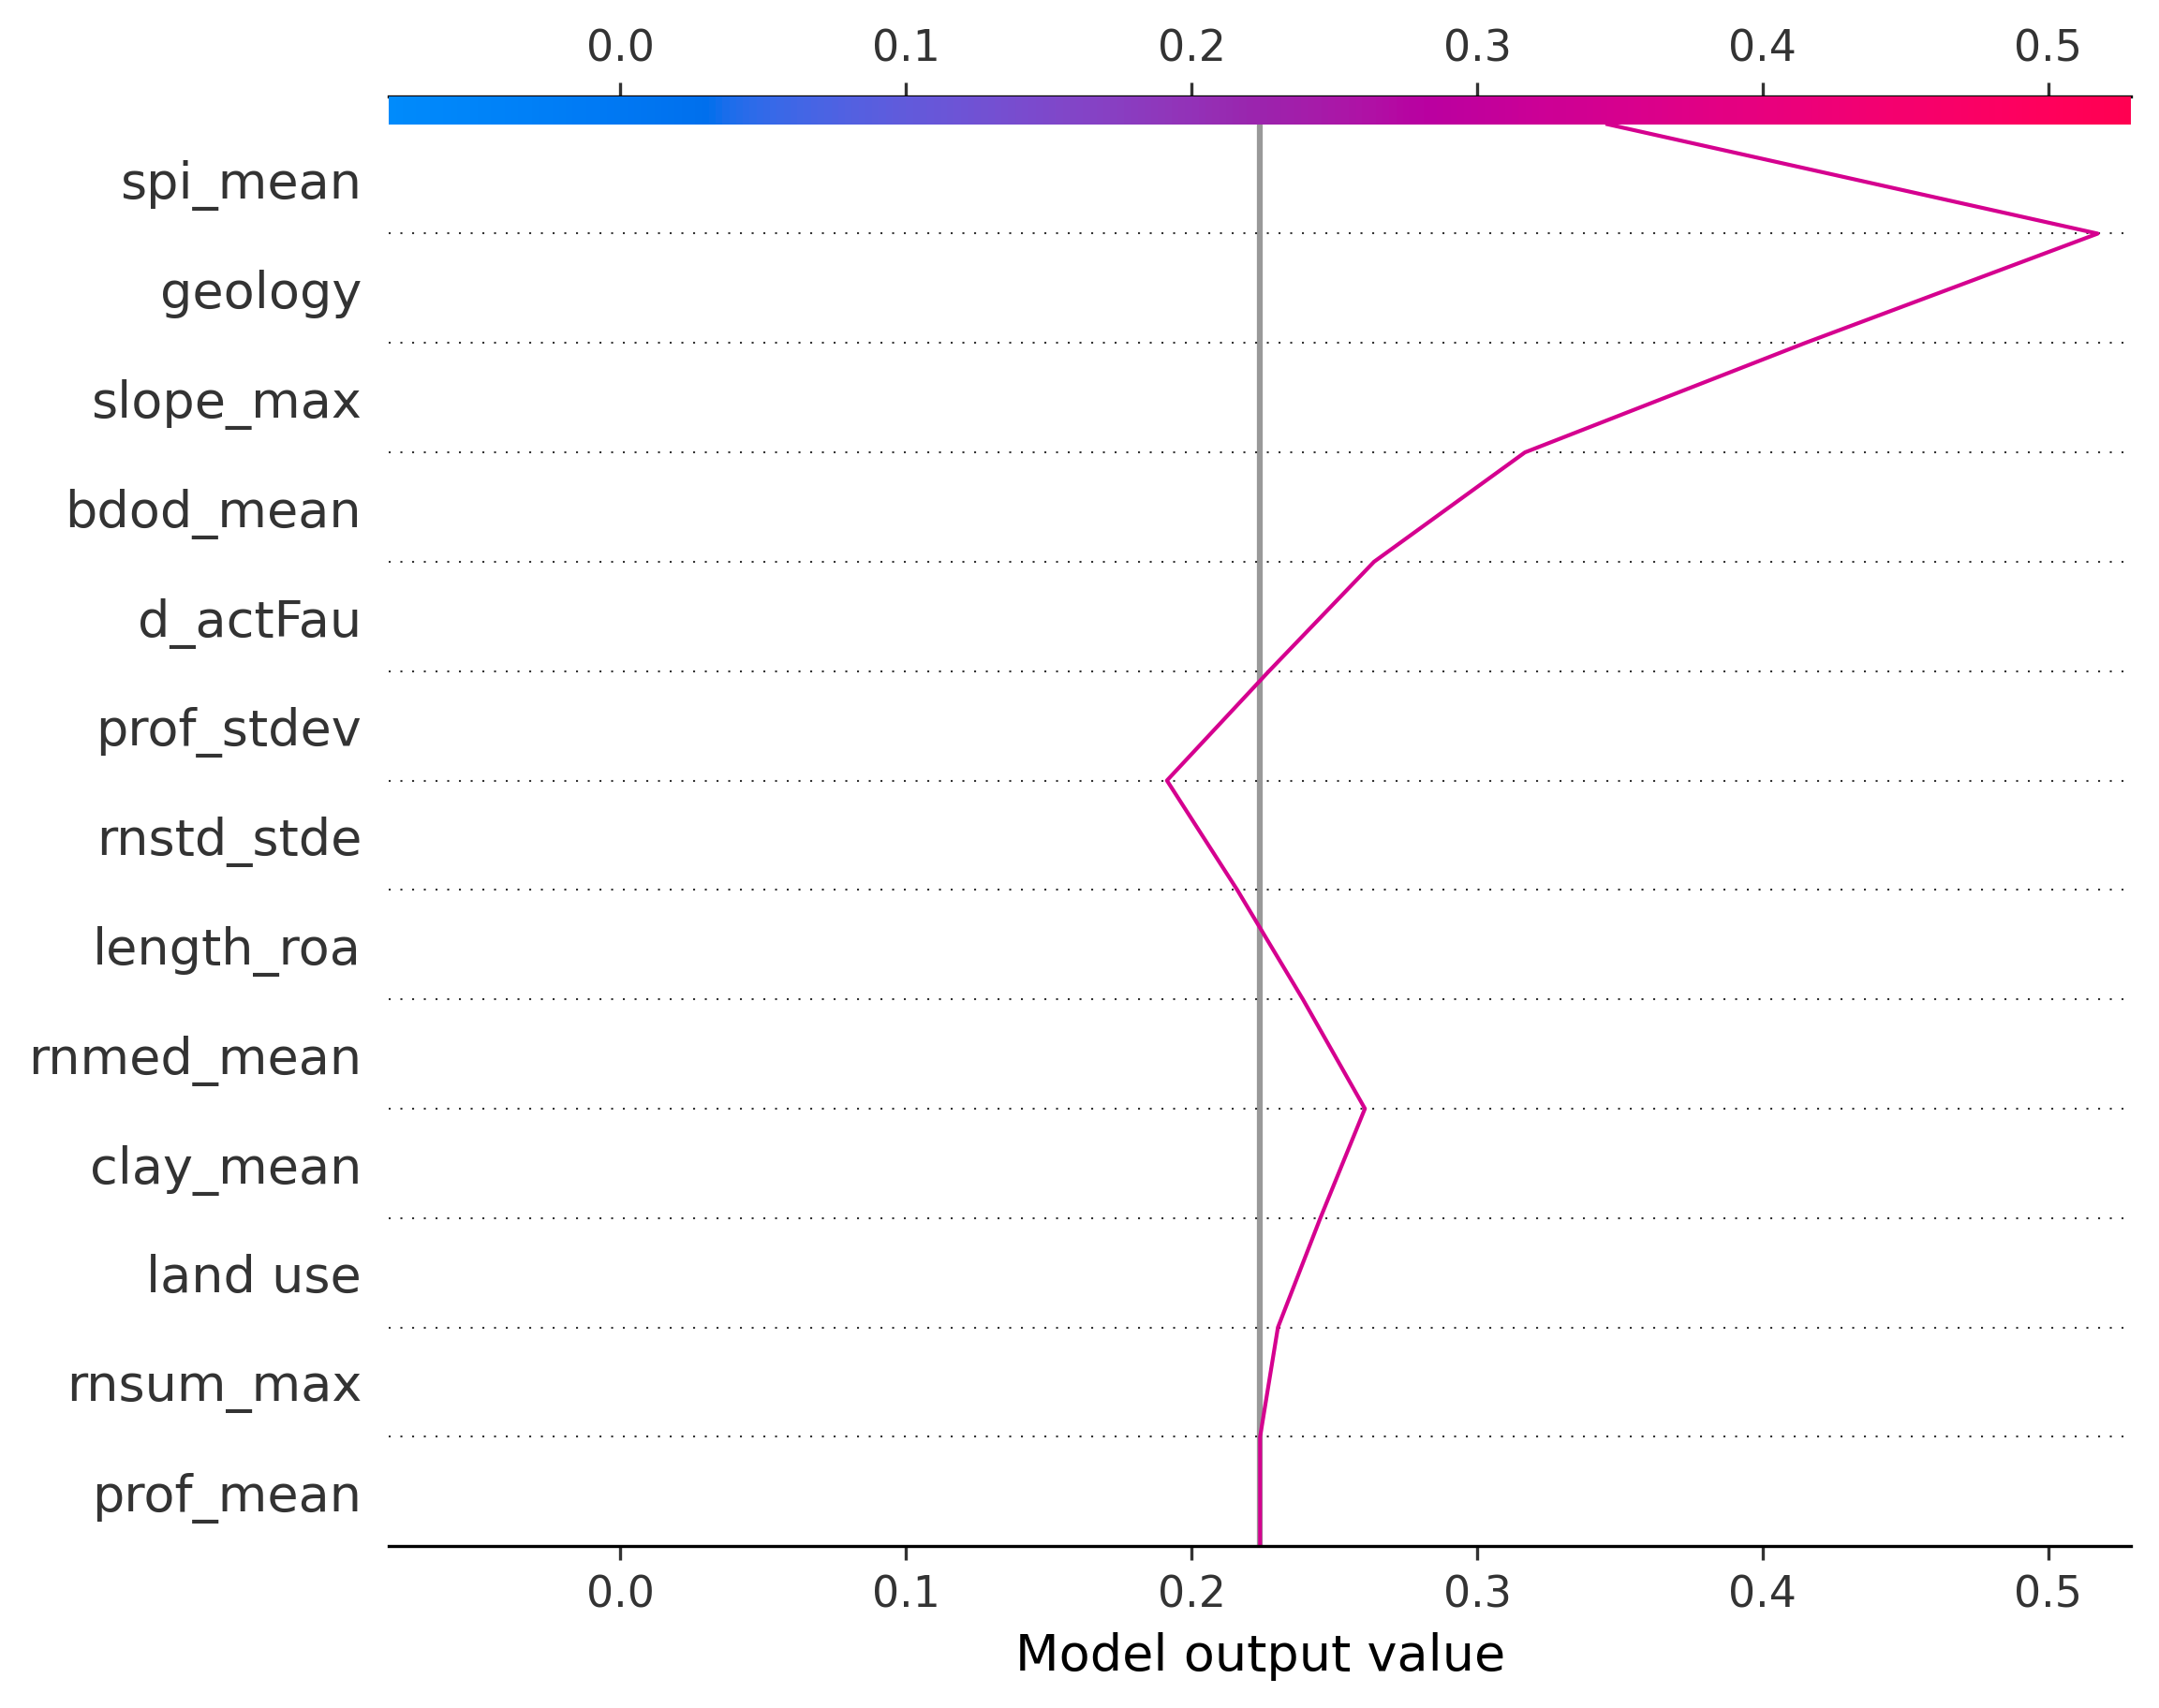 0.0 0.1 0.2 0.3 0.4 0.5
spi_mean
geology
slope_max
bdod_mean
d_actFau
prof_stdev
rnstd_stde
length_roa
rnmed_mean
clay_mean
land use
rnsum_max
prof_mean
0.0 0.1 0.2 0.3 0.4 0.5
Model output value